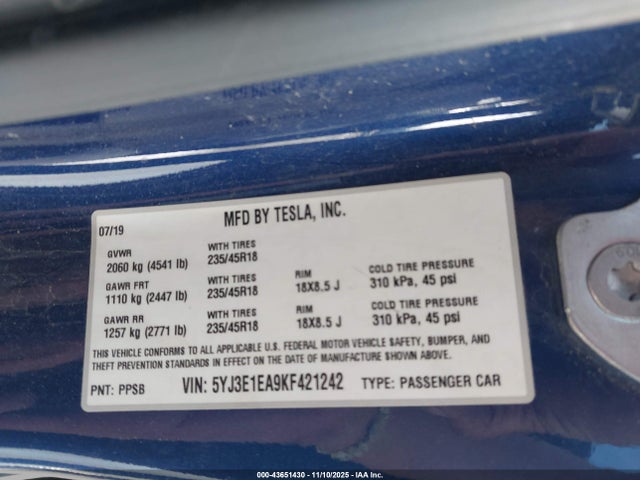 MFD BY TESLA, INC.
07/19
GVWR
2060 kg (4541 lb)
WITH TIRES
235/45R18
GAWR FRT
1110 kg (2447 lb)
WITH TIRES
235/45R18
RIM
18X8.5 J
COLD TIRE PRESSURE
310 kPa, 45 psi
GAWR RR
1257 kg (2771 lb)
WITH TIRES
235/45R18
RIM
18X8.5 J
COLD TIRE PRESSURE
310 kPa, 45 psi
THIS VEHICLE CONFORMS TO ALL APPLICABLE U.S. FEDERAL MOTOR VEHICLE SAFETY, BUMPER, AND
THEFT PREVENTION STANDARDS IN EFFECT ON THE DATE OF MANUFACTURE SHOWN ABOVE.
PNT: PPSB
VIN: 5YJ3E1EA9KF421242
TYPE: PASSENGER CAR
000-43651430 - 11/10/2025 - © IAA Inc.